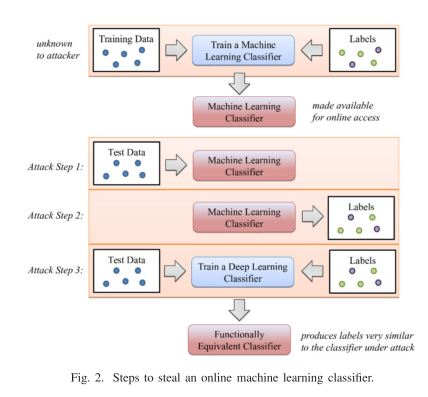 unknown
to attacker
Training Data
Train a Machine
Learning Classifier
Labels
Machine Learning
Classifier
made available
for online access
Attack Step 1:
Test Data
Machine Learning
Classifier
Attack Step 2:
Machine Learning
Classifier
Labels
Attack Step 3:
Test Data
Train a Deep Learning
Classifier
Labels
Functionally
Equivalent Classifier
produces labels very similar
to the classifier under attack
Fig. 2. Steps to steal an online machine learning classifier.